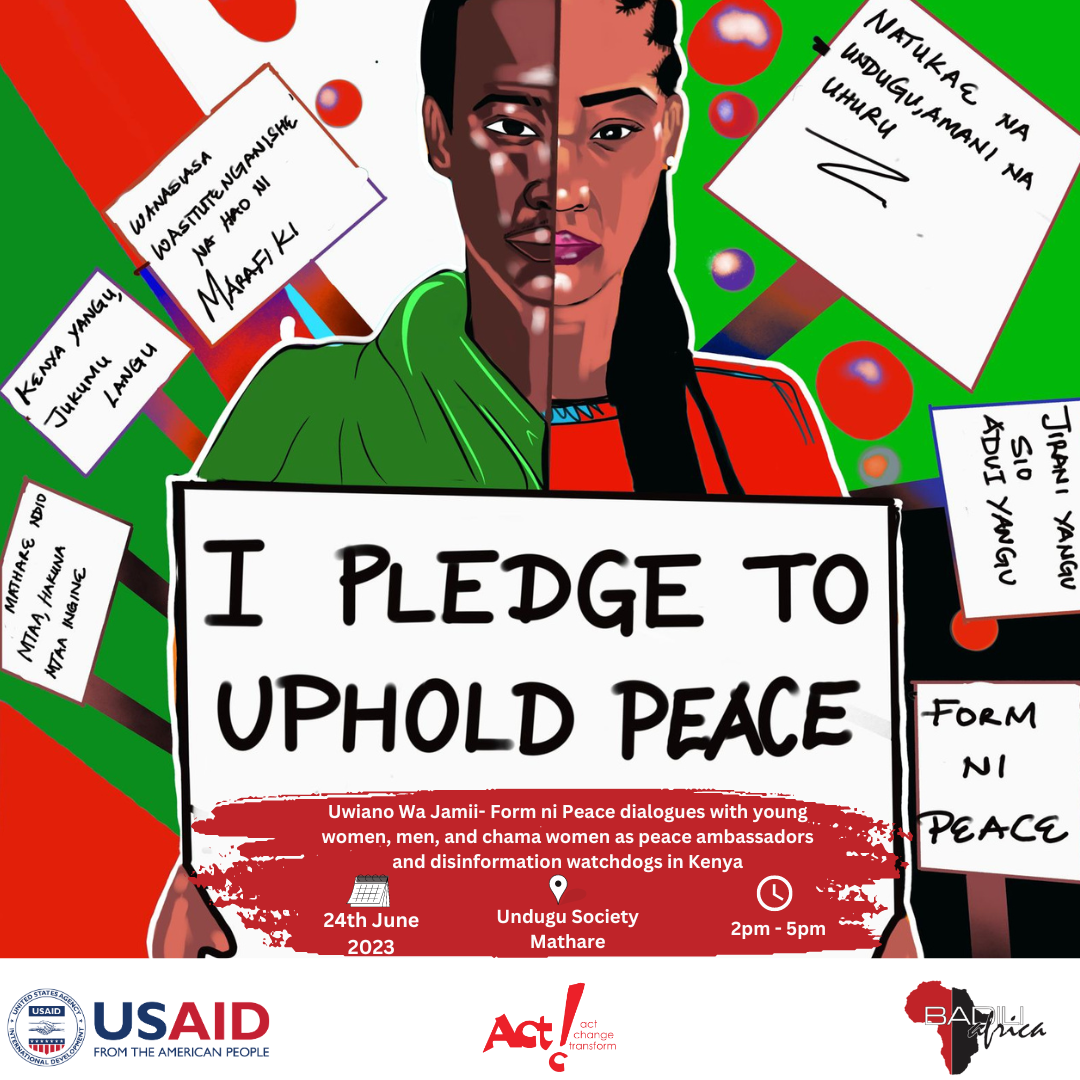 WANASIASA
WASITUTENGANISHE
NA HAO NI
MARAFIKI
NATUKAE NA
UNDUGU, AMANI NA
UHURU
KENYA YANGU,
JUKUMU
LANGU
JIRANI YANGU
SIO
ADUI YANGU
MATHARE NDIO
MTAA, HAKUNA
MTAA INGINE
FORM
NI
PEACE
I PLEDGE TO
UPHOLD PEACE
Uwiano Wa Jamii- Form ni Peace dialogues with young
women, men, and chama women as peace ambassadors
and disinformation watchdogs in Kenya
24th June
2023
Undugu Society
Mathare
2pm - 5pm
UNITED STATES AGENCY
USAID
INTERNATIONAL DEVELOPMENT
USAID
FROM THE AMERICAN PEOPLE
Act!
act
change
transform
BADILI
africa